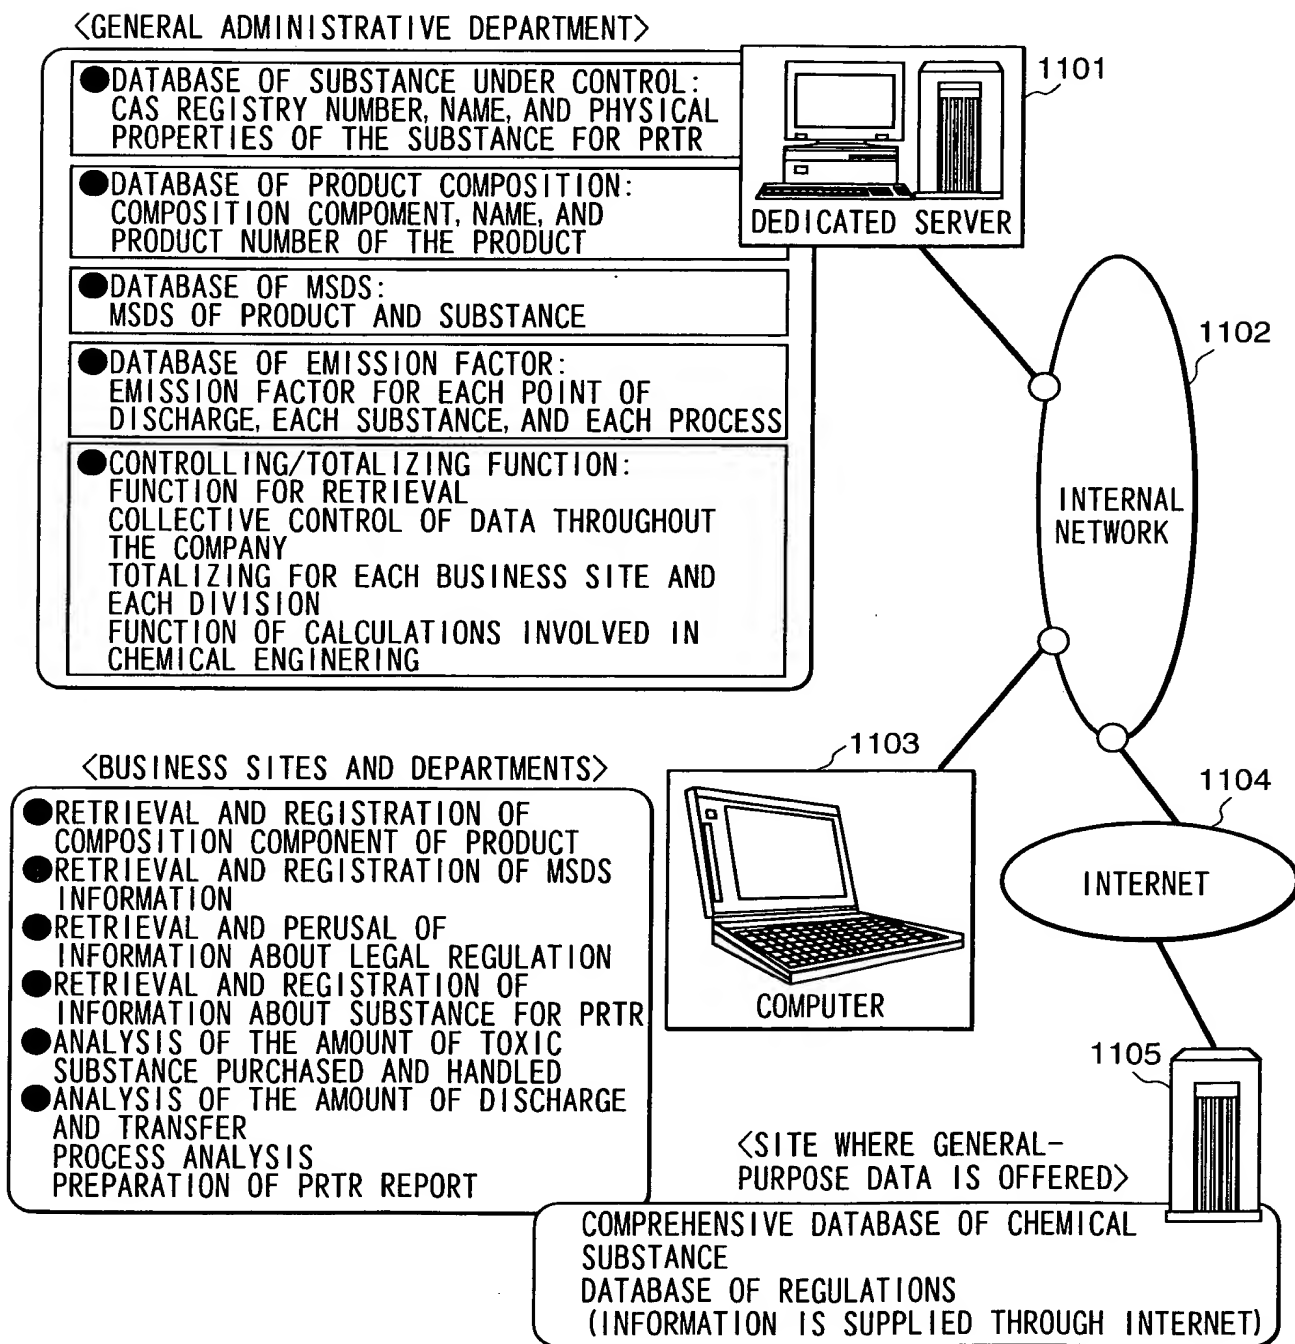 <GENERAL ADMINISTRATIVE DEPARTMENT>
●DATABASE OF SUBSTANCE UNDER CONTROL:
CAS REGISTRY NUMBER, NAME, AND PHYSICAL
PROPERTIES OF THE SUBSTANCE FOR PRTR
●DATABASE OF PRODUCT COMPOSITION:
COMPOSITION COMPOMENT, NAME, AND
PRODUCT NUMBER OF THE PRODUCT
●DATABASE OF MSDS:
MSDS OF PRODUCT AND SUBSTANCE
●DATABASE OF EMISSION FACTOR:
EMISSION FACTOR FOR EACH POINT OF
DISCHARGE, EACH SUBSTANCE, AND EACH PROCESS
●CONTROLLING/TOTALIZING FUNCTION:
FUNCTION FOR RETRIEVAL
COLLECTIVE CONTROL OF DATA THROUGHOUT
THE COMPANY
TOTALIZING FOR EACH BUSINESS SITE AND
EACH DIVISION
FUNCTION OF CALCULATIONS INVOLVED IN
CHEMICAL ENGINERING
1101
DEDICATED SERVER
1102
INTERNAL
NETWORK
<BUSINESS SITES AND DEPARTMENTS>
●RETRIEVAL AND REGISTRATION OF
COMPOSITION COMPONENT OF PRODUCT
●RETRIEVAL AND REGISTRATION OF MSDS
INFORMATION
●RETRIEVAL AND PERUSAL OF
INFORMATION ABOUT LEGAL REGULATION
●RETRIEVAL AND REGISTRATION OF
INFORMATION ABOUT SUBSTANCE FOR PRTR
●ANALYSIS OF THE AMOUNT OF TOXIC
SUBSTANCE PURCHASED AND HANDLED
●ANALYSIS OF THE AMOUNT OF DISCHARGE
AND TRANSFER
PROCESS ANALYSIS
PREPARATION OF PRTR REPORT
1103
COMPUTER
1104
INTERNET
1105
<SITE WHERE GENERAL-
PURPOSE DATA IS OFFERED>
COMPREHENSIVE DATABASE OF CHEMICAL
SUBSTANCE
DATABASE OF REGULATIONS
(INFORMATION IS SUPPLIED THROUGH INTERNET)